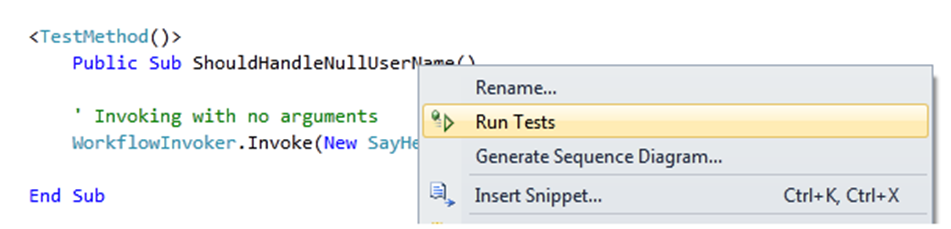 <TestMethod()>
Public Sub ShouldHandleNullUserName()
Rename...
' Invoking with no arguments
Run Tests
WorkflowInvoker.Invoke(New SayHe
Generate Sequence Diagram...
End Sub
Insert Snippet... Ctrl+K, Ctrl+X